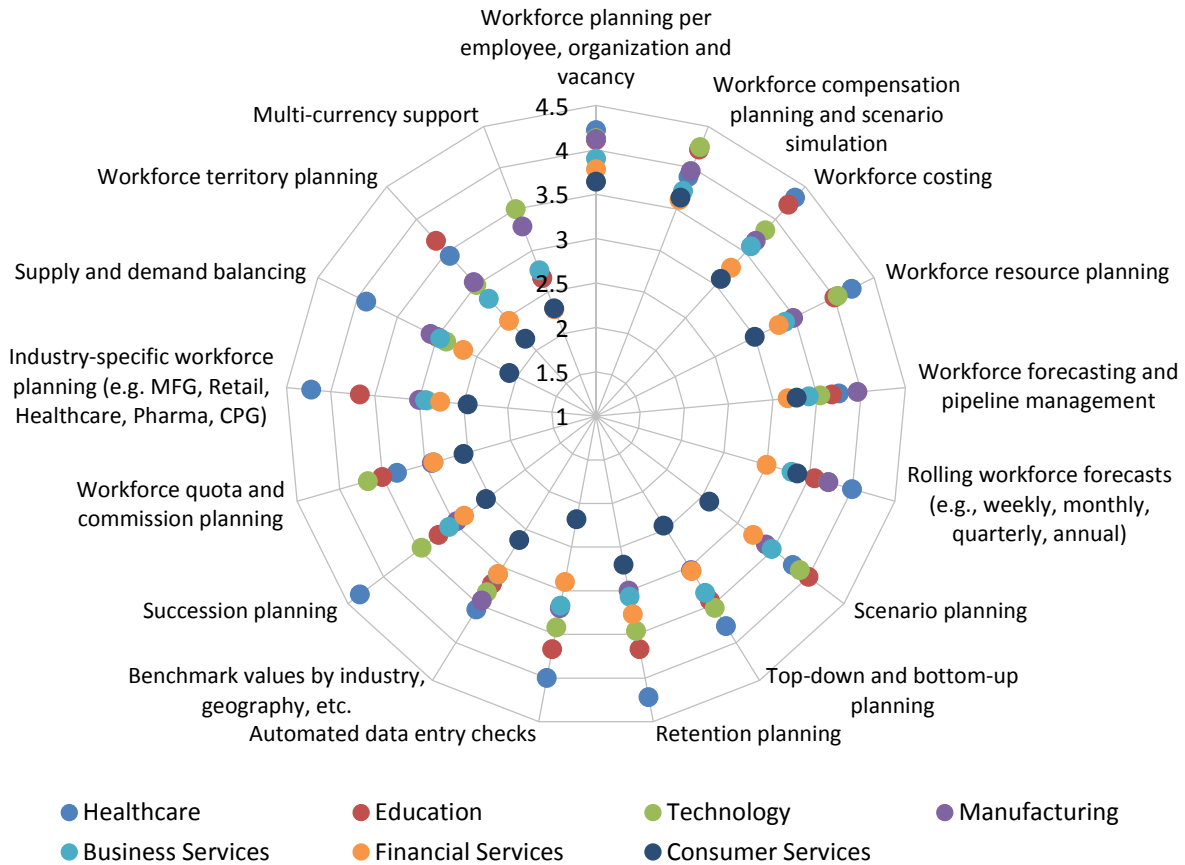 Workforce planning per
employee, organization and
vacancy
Workforce compensation
planning and scenario
simulation
Workforce costing
Workforce resource planning
Workforce forecasting and
pipeline management
Rolling workforce forecasts
(e.g., weekly, monthly,
quarterly, annual)
Scenario planning
Top-down and bottom-up
planning
Retention planning
Automated data entry checks
Benchmark values by industry,
geography, etc.
Succession planning
Workforce quota and
commission planning
Industry-specific workforce
planning (e.g. MFG, Retail,
Healthcare, Pharma, CPG)
Supply and demand balancing
Workforce territory planning
Multi-currency support
4.5
4
3.5
3
2.5
2
1.5
1
Healthcare
Education
Technology
Manufacturing
Business Services
Financial Services
Consumer Services